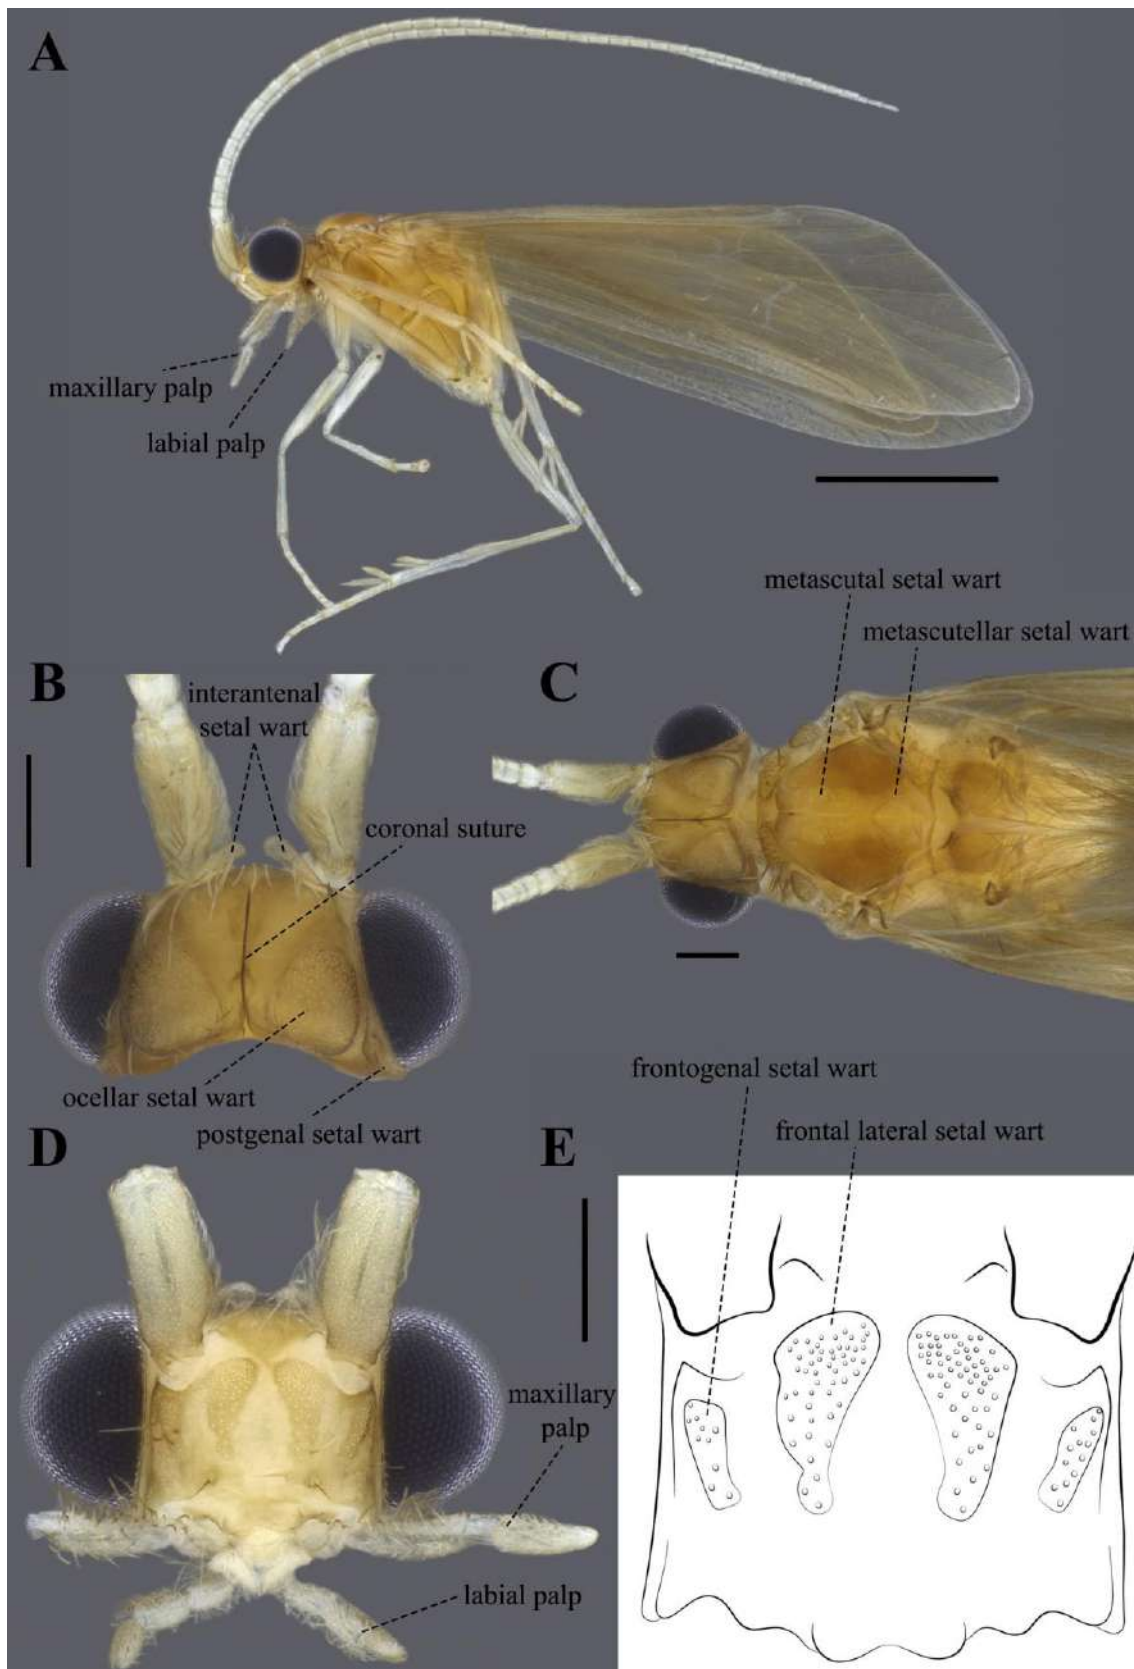 A
maxillary palp
labial palp
metascutal setal wart
metascutellar setal wart
B
interantenal
setal wart
C
coronal suture
ocellar setal wart
postgenal setal wart
frontogenal setal wart
frontal lateral setal wart
D
E
maxillary
palp
labial palp